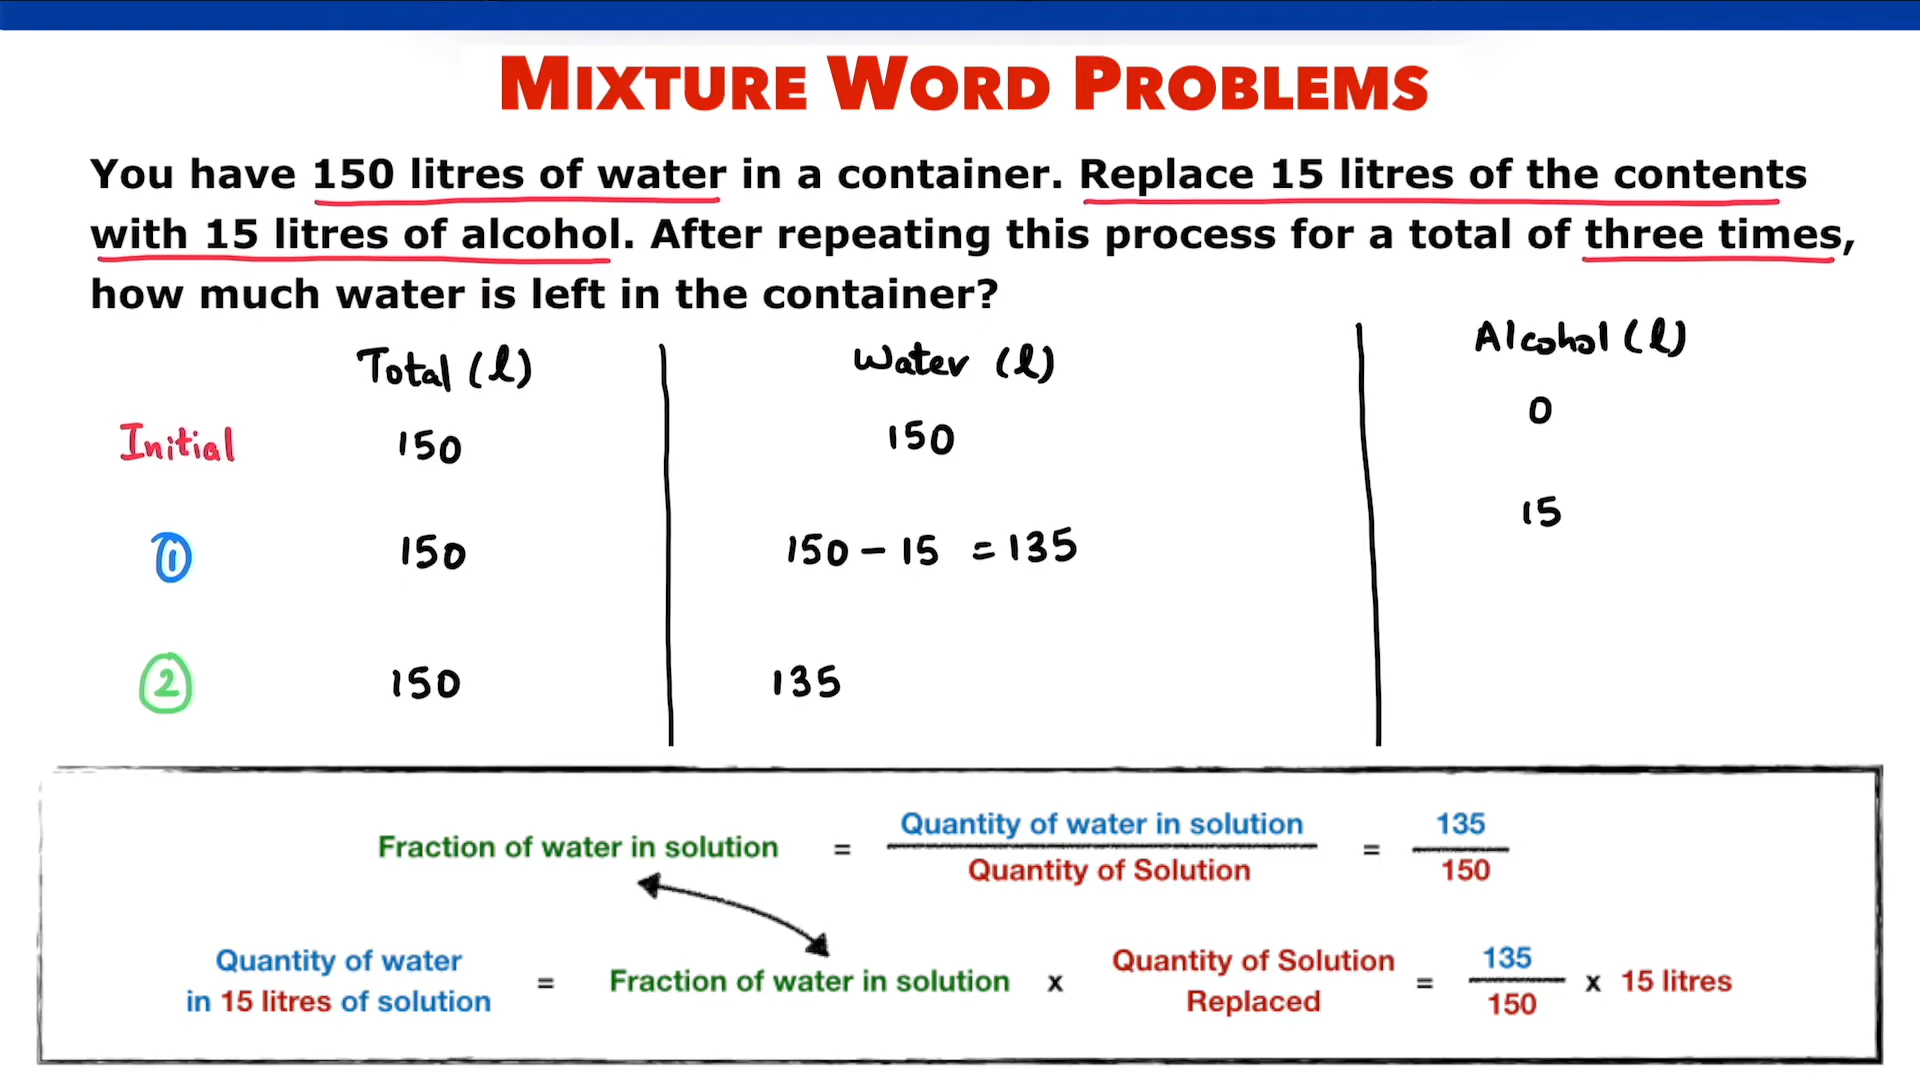 MIXTURE WORD PROBLEMS
You have 150 litres of water in a container. Replace 15 litres of the contents
with 15 litres of alcohol. After repeating this process for a total of three times,
how much water is left in the container?
Total (l) Water (l) Alcohol (l)
Initial 150 150 0
1 150 150 - 15 = 135 15
2 150 135
Fraction of water in solution = Quantity of water in solution / Quantity of Solution = 135 / 150
Quantity of water in 15 litres of solution = Fraction of water in solution x Quantity of Solution Replaced = 135 / 150 x 15 litres